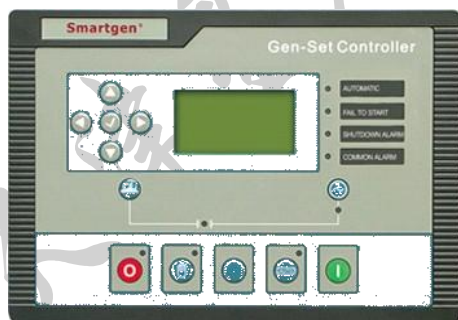 Smartgen
Gen-Set Controller
AUTOMATIC
FAIL TO START
SHUTDOWN ALARM
COMMON ALARM